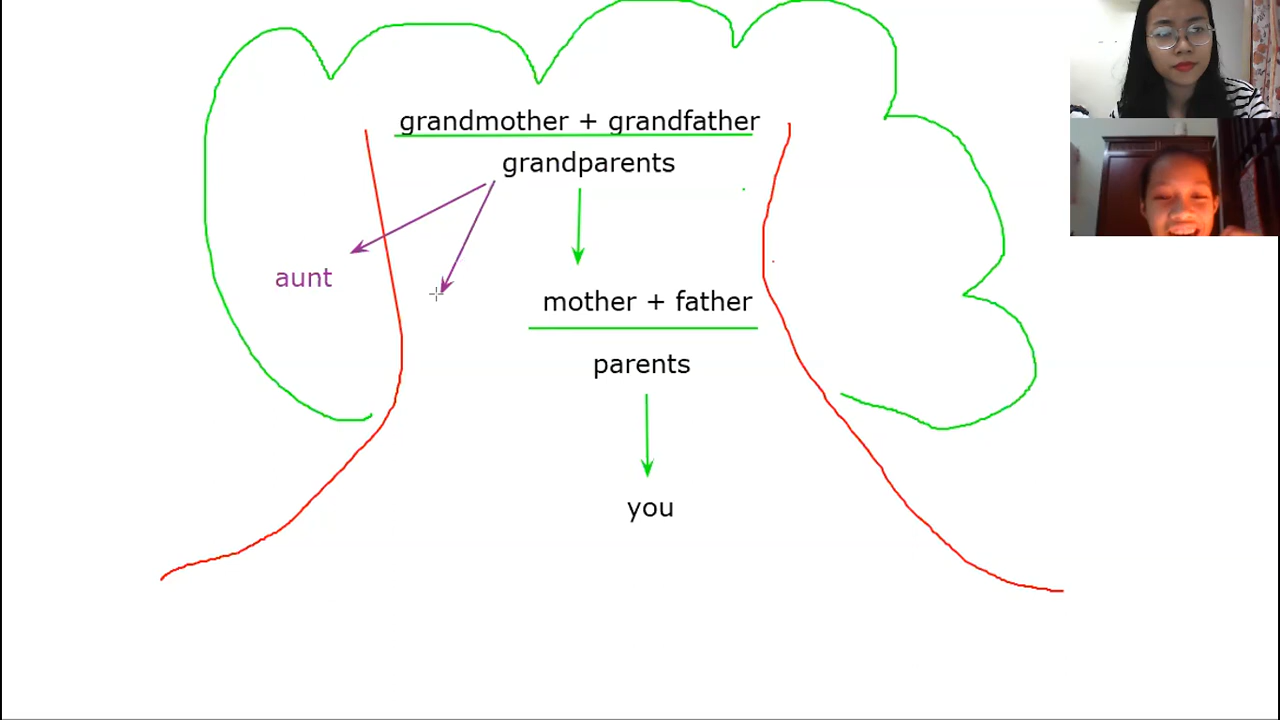 grandmother + grandfather
grandparents
aunt
mother + father
parents
you